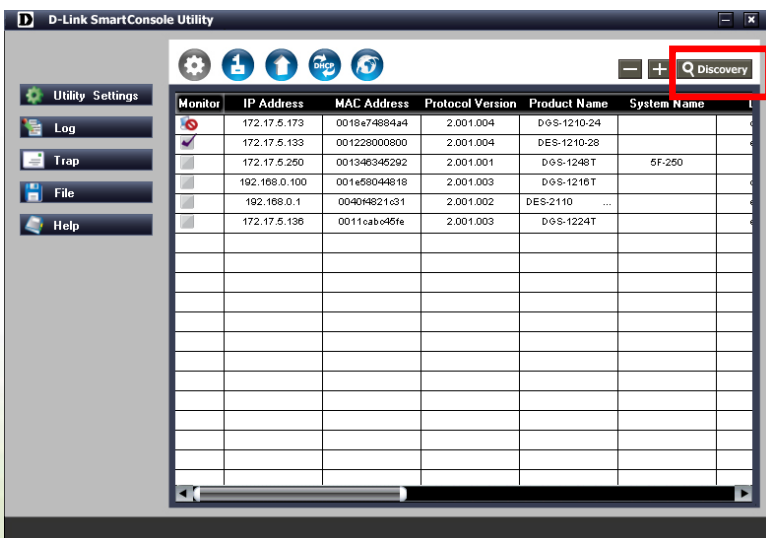 D-Link SmartConsole Utility
Discovery
Utility Settings
Log
Trap
File
Help
Monitor IP Address MAC Address Protocol Version Product Name System Name
172.17.5.173 0018e74884a4 2.001.004 DGS-1210-24
172.17.5.133 001228000800 2.001.004 DES-1210-28
172.17.5.250 001346345292 2.001.001 DGS-1248T 5F-250
192.168.0.100 001e58044818 2.001.003 DGS-1216T
192.168.0.1 0040f4821c31 2.001.002 DES-2110 ...
172.17.5.136 0011cabc45fe 2.001.003 DGS-1224T